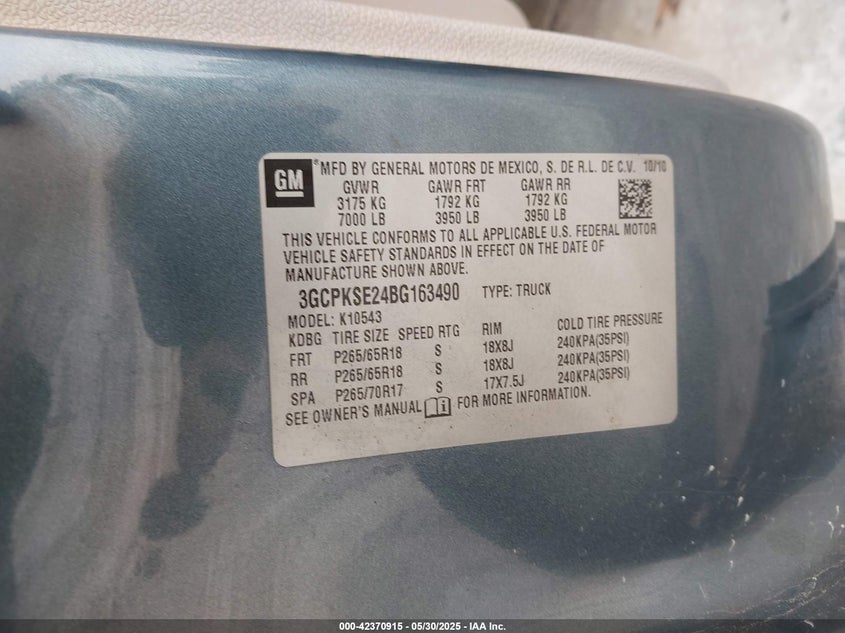 GM
®MFD BY GENERAL MOTORS DE MEXICO, S. DE R.L. DE C.V. 10/10
GVWR GAWR FRT GAWR RR
3175 KG 1792 KG 1792 KG
7000 LB 3950 LB 3950 LB
THIS VEHICLE CONFORMS TO ALL APPLICABLE U.S. FEDERAL MOTOR
VEHICLE SAFETY STANDARDS IN EFFECT ON THE DATE OF
MANUFACTURE SHOWN ABOVE.
3GCPKSE24BG163490 TYPE: TRUCK
MODEL: K10543
KDBG TIRE SIZE SPEED RTG RIM COLD TIRE PRESSURE
FRT P265/65R18 S 18X8J 240KPA(35PSI)
RR P265/65R18 S 18X8J 240KPA(35PSI)
SPA P265/70R17 S 17X7.5J 240KPA(35PSI)
SEE OWNER'S MANUAL FOR MORE INFORMATION.
000-42370915 - 05/30/2025 - IAA Inc.